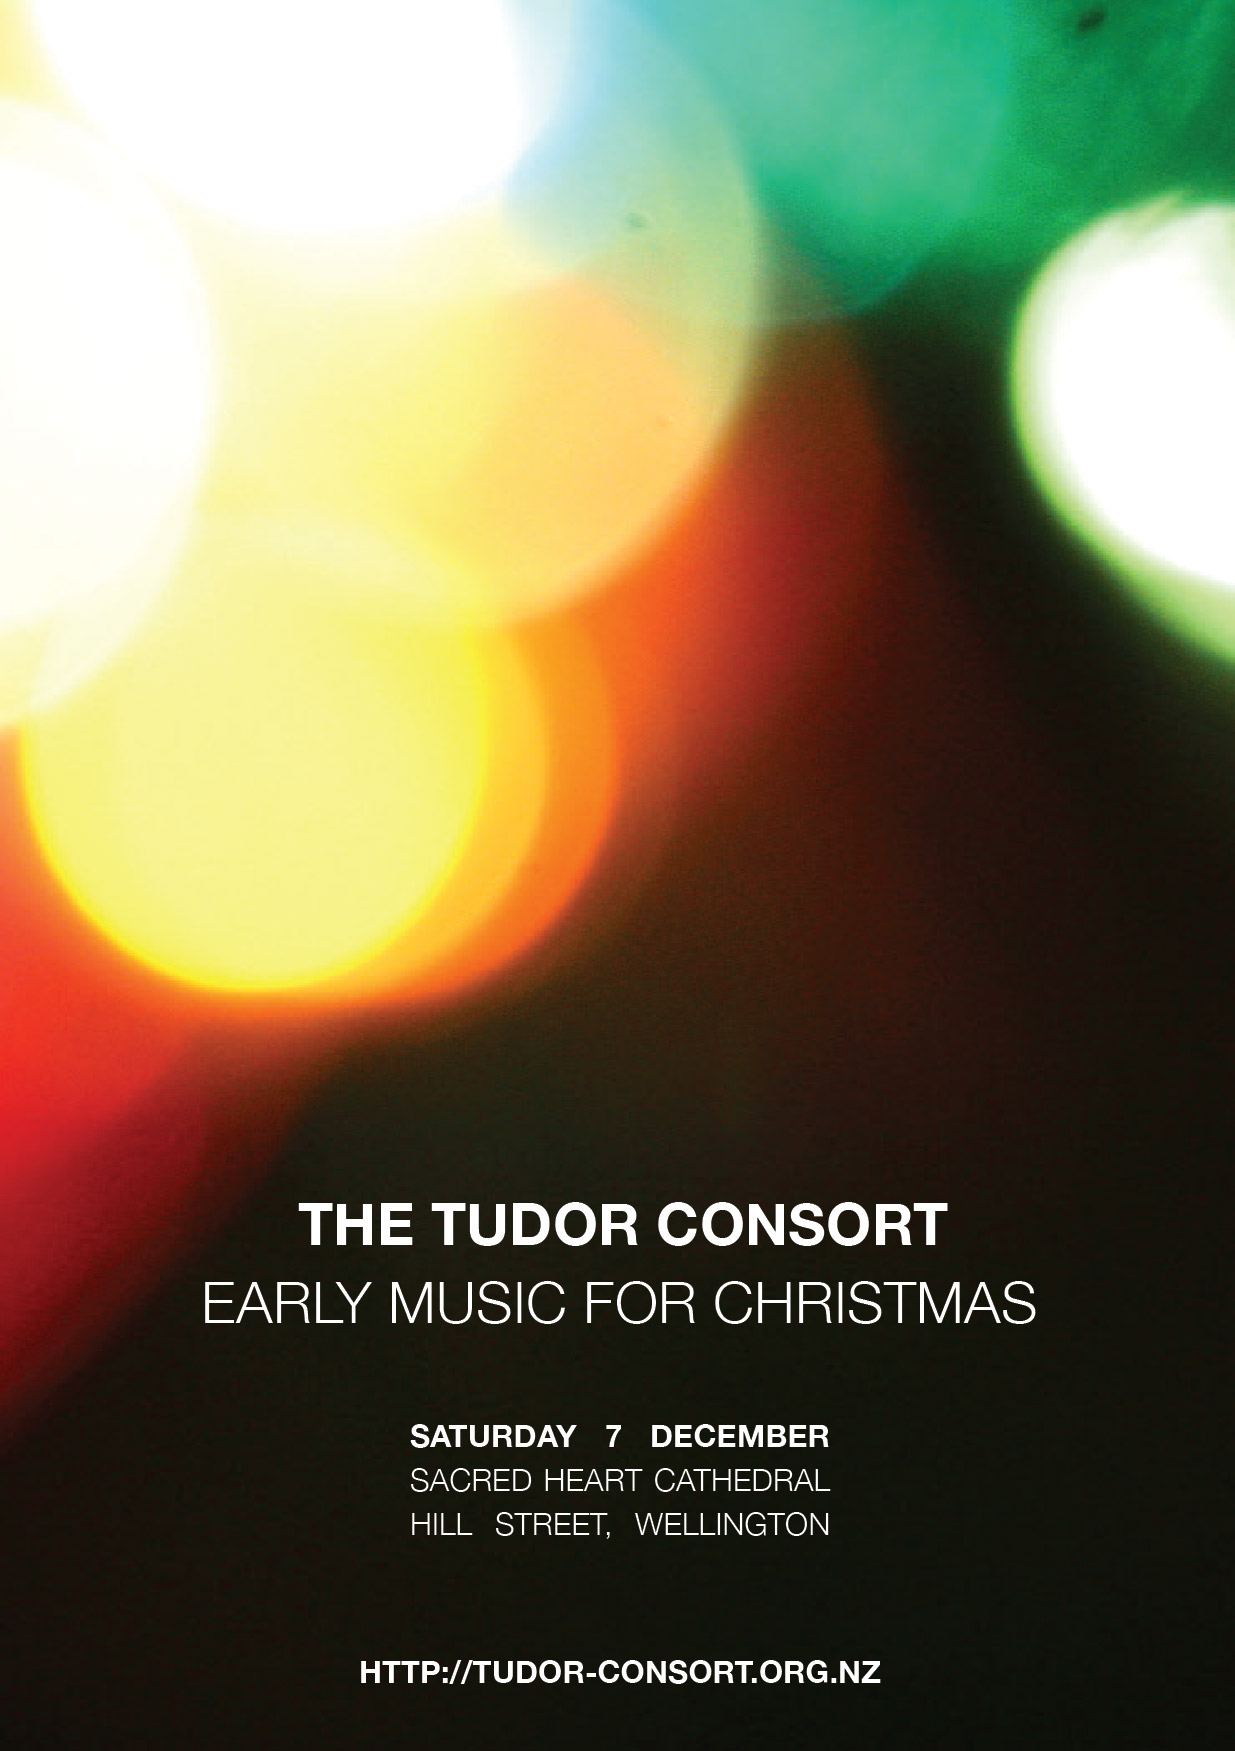 THE TUDOR CONSORT
EARLY MUSIC FOR CHRISTMAS
SATURDAY 7 DECEMBER
SACRED HEART CATHEDRAL
HILL STREET, WELLINGTON
HTTP://TUDOR-CONSORT.ORG.NZ